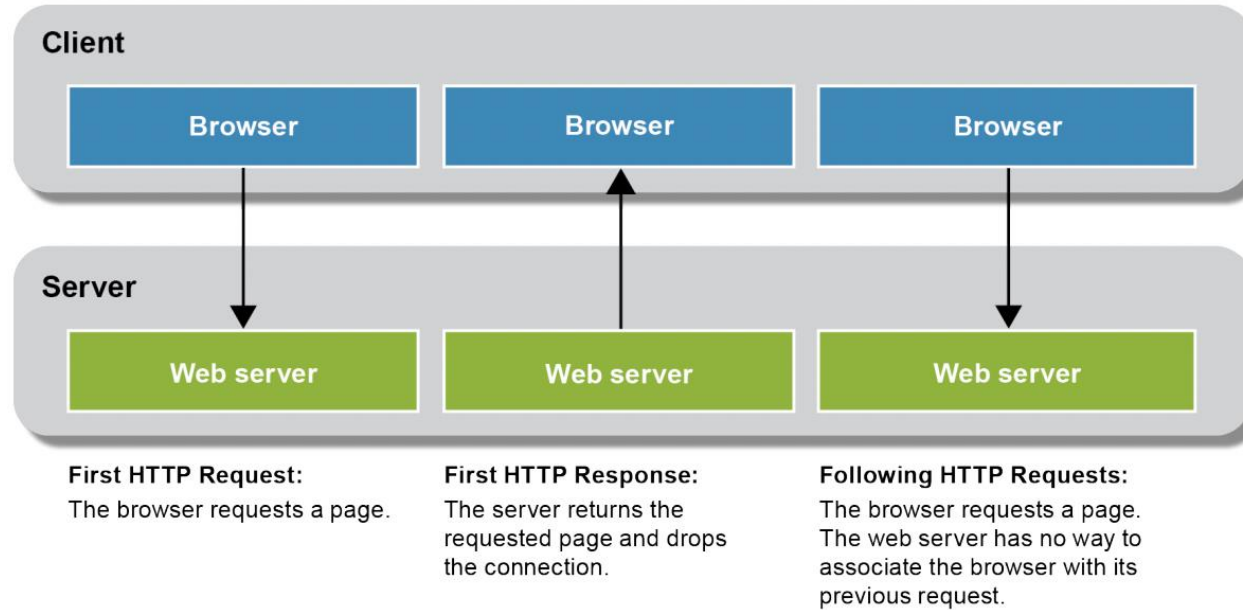 Client
Browser
Browser
Browser
Server
Web server
Web server
Web server
First HTTP Request:
The browser requests a page.
First HTTP Response:
The server returns the
requested page and drops
the connection.
Following HTTP Requests:
The browser requests a page.
The web server has no way to
associate the browser with its
previous request.